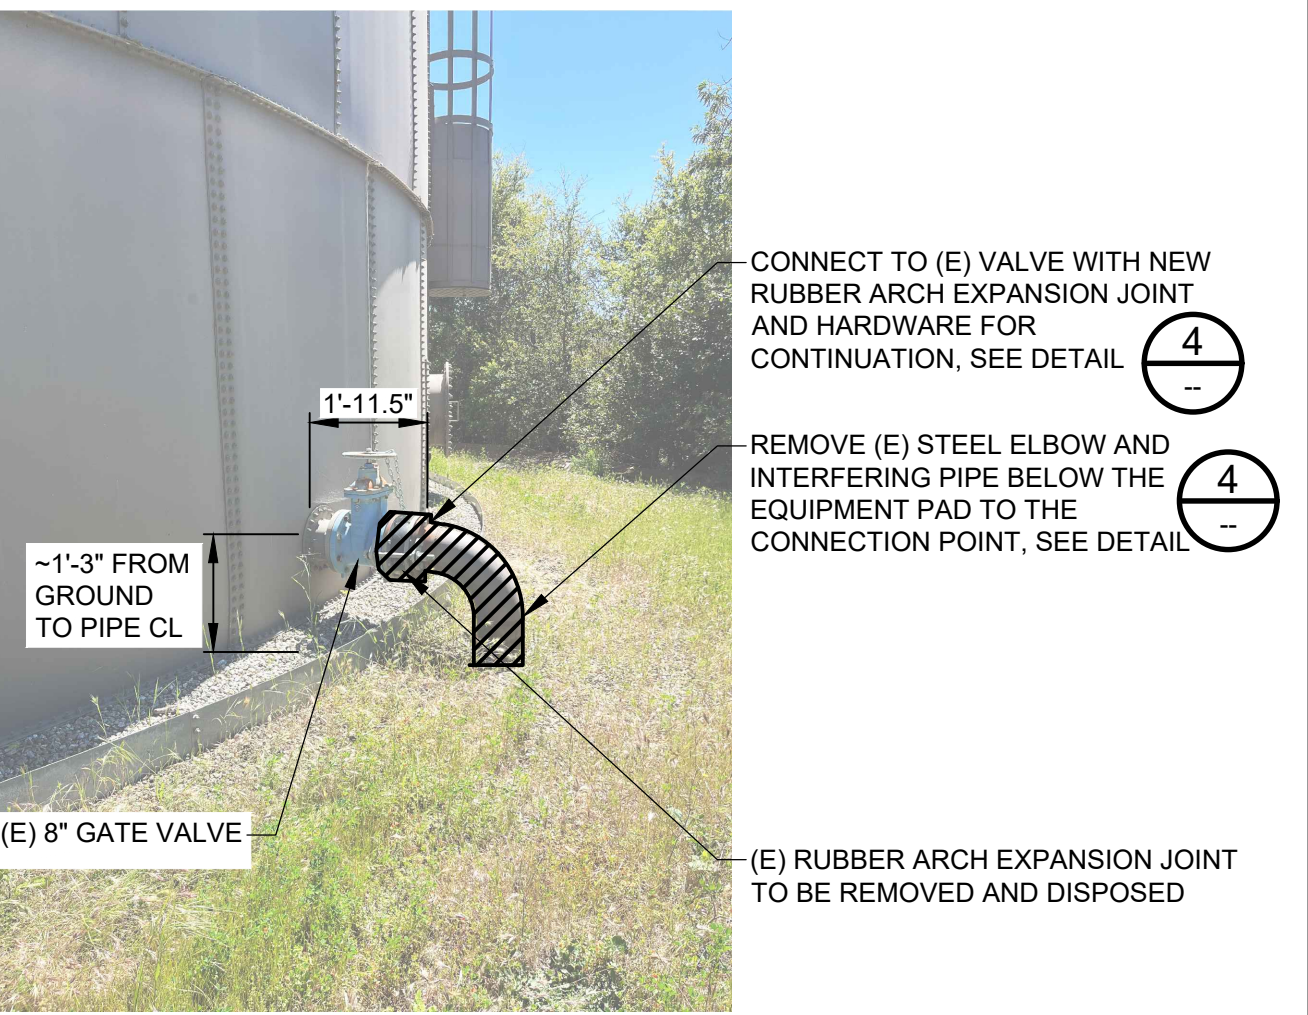 CONNECT TO (E) VALVE WITH NEW
RUBBER ARCH EXPANSION JOINT
AND HARDWARE FOR
CONTINUATION, SEE DETAIL
4
--
1'-11.5"
REMOVE (E) STEEL ELBOW AND
INTERFERING PIPE BELOW THE
EQUIPMENT PAD TO THE
CONNECTION POINT, SEE DETAIL
4
--
~1'-3" FROM
GROUND
TO PIPE CL
(E) 8" GATE VALVE
(E) RUBBER ARCH EXPANSION JOINT
TO BE REMOVED AND DISPOSED